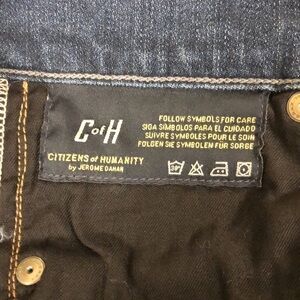 CofH
CITIZENS of HUMANITY
by JEROME DAHAN
FOLLOW SYMBOLS FOR CARE
SIGA SIMBOLOS PARA EL CUIDADO
SUIVRE SYMBOLES POUR LE SOIN
FOLGEN SIE SYMBOLEN FÜR SORGE
30°